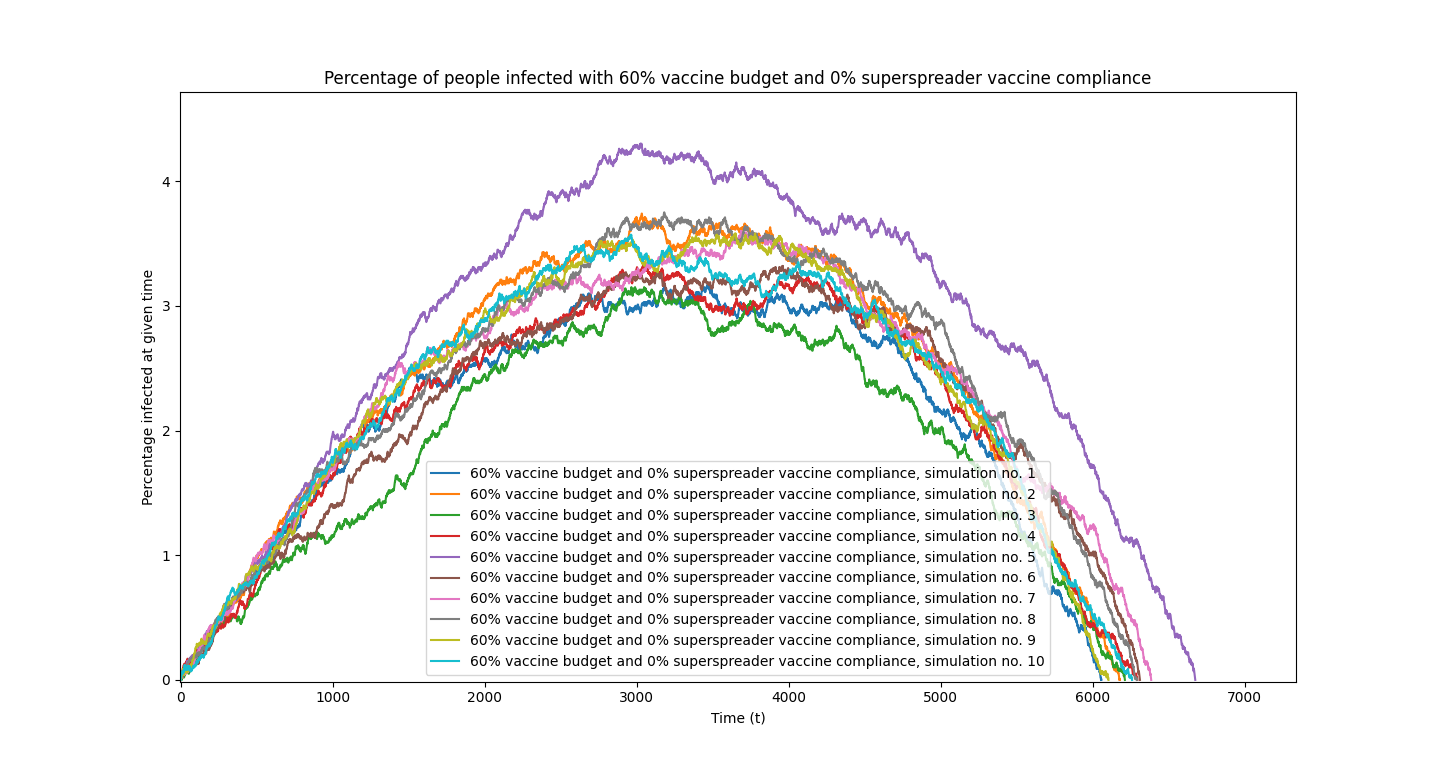 Percentage of people infected with 60% vaccine budget and 0% superspreader vaccine compliance
Percentage infected at given time
4
3
2
1
0
60% vaccine budget and 0% superspreader vaccine compliance, simulation no. 1
60% vaccine budget and 0% superspreader vaccine compliance, simulation no. 2
60% vaccine budget and 0% superspreader vaccine compliance, simulation no. 3
60% vaccine budget and 0% superspreader vaccine compliance, simulation no. 4
60% vaccine budget and 0% superspreader vaccine compliance, simulation no. 5
60% vaccine budget and 0% superspreader vaccine compliance, simulation no. 6
60% vaccine budget and 0% superspreader vaccine compliance, simulation no. 7
60% vaccine budget and 0% superspreader vaccine compliance, simulation no. 8
60% vaccine budget and 0% superspreader vaccine compliance, simulation no. 9
60% vaccine budget and 0% superspreader vaccine compliance, simulation no. 10
0 1000 2000 3000 4000 5000 6000 7000
Time (t)